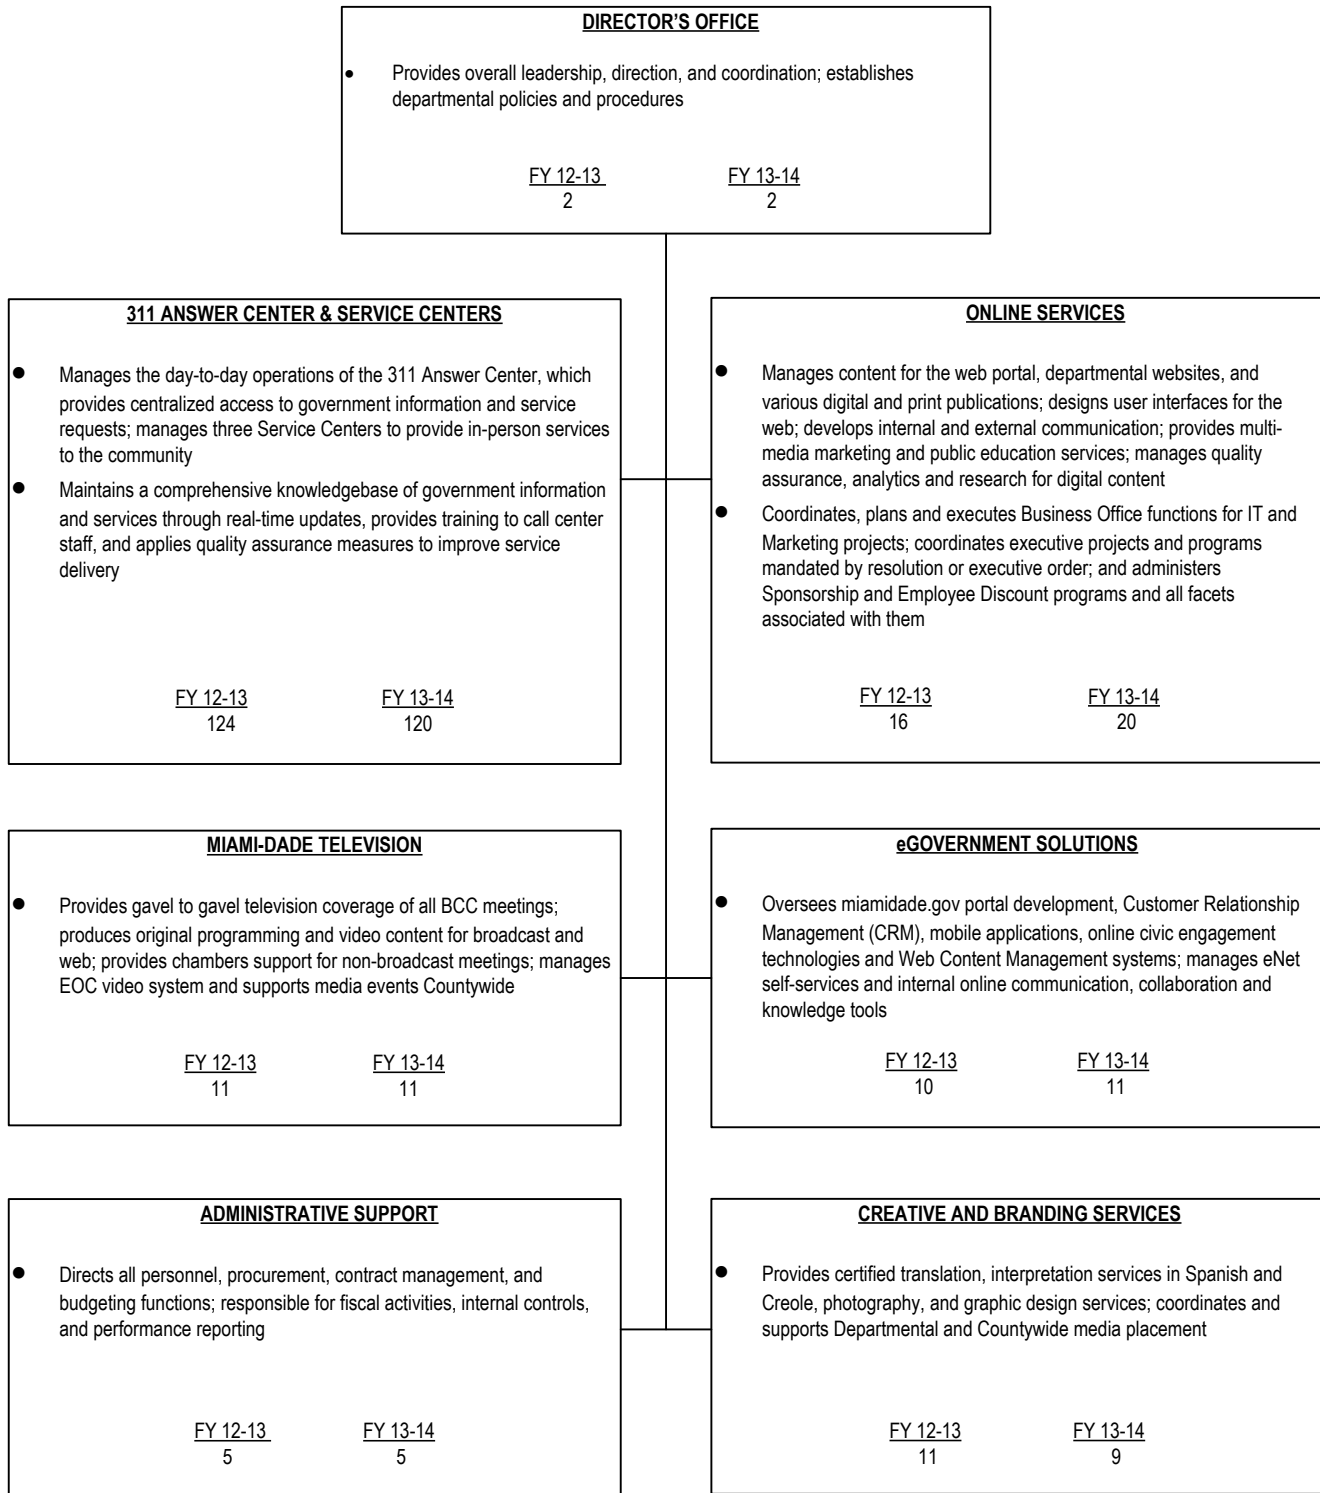 DIRECTOR'S OFFICE
• Provides overall leadership, direction, and coordination; establishes
departmental policies and procedures
FY 12-13 FY 13-14
2 2
311 ANSWER CENTER & SERVICE CENTERS
• Manages the day-to-day operations of the 311 Answer Center, which
provides centralized access to government information and service
requests; manages three Service Centers to provide in-person services
to the community
• Maintains a comprehensive knowledgebase of government information
and services through real-time updates, provides training to call center
staff, and applies quality assurance measures to improve service
delivery
FY 12-13 FY 13-14
124 120
ONLINE SERVICES
• Manages content for the web portal, departmental websites, and
various digital and print publications; designs user interfaces for the
web; develops internal and external communication; provides multi-
media marketing and public education services; manages quality
assurance, analytics and research for digital content
• Coordinates, plans and executes Business Office functions for IT and
Marketing projects; coordinates executive projects and programs
mandated by resolution or executive order; and administers
Sponsorship and Employee Discount programs and all facets
associated with them
FY 12-13 FY 13-14
16 20
MIAMI-DADE TELEVISION
• Provides gavel to gavel television coverage of all BCC meetings;
produces original programming and video content for broadcast and
web; provides chambers support for non-broadcast meetings; manages
EOC video system and supports media events Countywide
FY 12-13 FY 13-14
11 11
eGOVERNMENT SOLUTIONS
• Oversees miamidade.gov portal development, Customer Relationship
Management (CRM), mobile applications, online civic engagement
technologies and Web Content Management systems; manages eNet
self-services and internal online communication, collaboration and
knowledge tools
FY 12-13 FY 13-14
10 11
ADMINISTRATIVE SUPPORT
• Directs all personnel, procurement, contract management, and
budgeting functions; responsible for fiscal activities, internal controls,
and performance reporting
FY 12-13 FY 13-14
5 5
CREATIVE AND BRANDING SERVICES
• Provides certified translation, interpretation services in Spanish and
Creole, photography, and graphic design services; coordinates and
supports Departmental and Countywide media placement
FY 12-13 FY 13-14
11 9